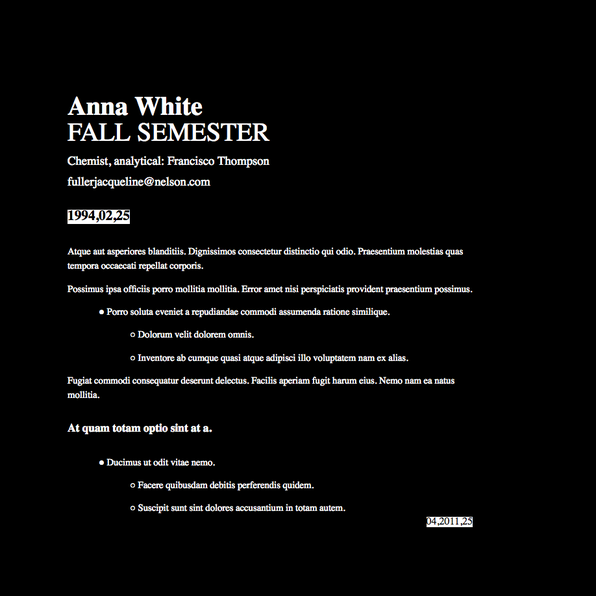 Anna White
FALL SEMESTER
Chemist, analytical: Francisco Thompson
fullerjacqueline@nelson.com
1994,02,25
Atque aut asperiores blanditiis. Dignissimos consectetur distinctio qui odio. Praesentium molestias quas
tempora occaecati repellat corporis.
Possimus ipsa officiis porro mollitia mollitia. Error amet nisi perspiciatis provident praesentium possimus.
● Porro soluta eveniet a repudiandae commodi assumenda ratione similique.
○ Dolorum velit dolorem omnis.
○ Inventore ab cumque quasi atque adipisci illo voluptatem nam ex alias.
Fugiat commodi consequatur deserunt delectus. Facilis aperiam fugit harum eius. Nemo nam ea natus
mollitia.
At quam totam optio sint at a.
● Ducimus ut odit vitae nemo.
○ Facere quibusdam debitis perferendis quidem.
○ Suscipit sunt sint dolores accusantium in totam autem.
04,2011,25